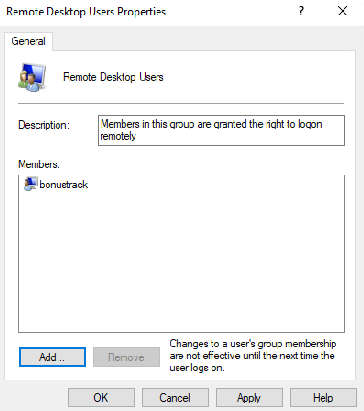 Remote Desktop Users Properties
General
Remote Desktop Users
Description:
Members in this group are granted the right to logon
remotely
Members:
bonuetrack
Add...
Remove
Changes to a user's group membership
are not effective until the next time the
user logs on.
OK
Cancel
Apply
Help